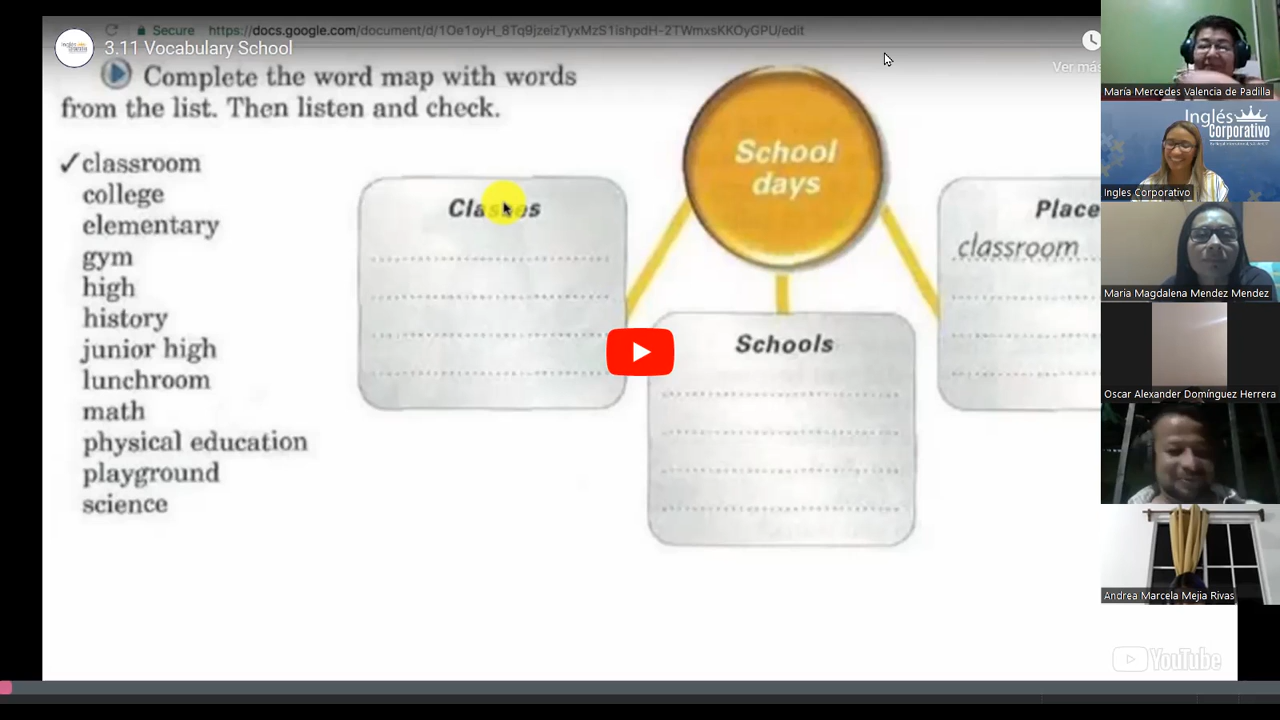 Secure https://docs.google.com/document/d/1Oe1oyH_8Tq9jzeizTyxMzS1ishpdH-2TWmxsKKOyGPU/edit
3.11 Vocabulary School
Ver más
Complete the word map with words
from the list. Then listen and check.
✓classroom
college
elementary
gym
high
history
junior high
lunchroom
math
physical education
playground
science
Classes
School
days
Schools
Place
classroom
María Mercedes Valencia de Padilla
Inglés
Corporativo
Ingles Corporativo
Maria Magdalena Mendez Mendez
Oscar Alexander Domínguez Herrera
Andrea Marcela Mejia Rivas
YouTube